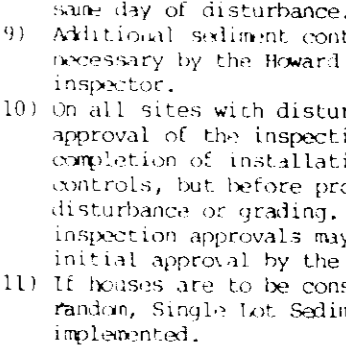 same day of disturbance.
9) Additional sediment cont
necessary by the Howard
inspector.
10) On all sites with distur
approval of the inspecti
completion of installati
controls, but before pro
disturbance or grading.
inspection approvals may
initial approval by the
11) If houses are to be cons
random, Single Lot Sedim
implemented.